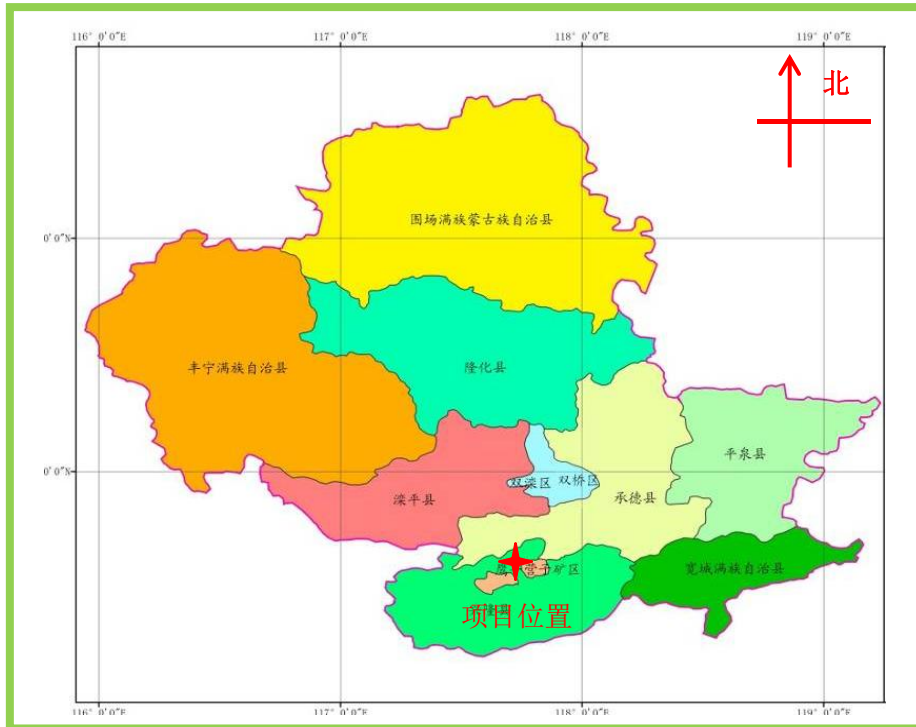 116° 0′0″E
117° 0′0″E
118° 0′0″E
119° 0′0″E
北
围场满族蒙古族自治县
0′0″N
丰宁满族自治县
隆化县
平泉县
0′0″N
双滦区
双桥区
滦平县
承德县
营子矿区
宽城满族自治县
项目位置
116° 0′0″E
117° 0′0″E
118° 0′0″E
119° 0′0″E